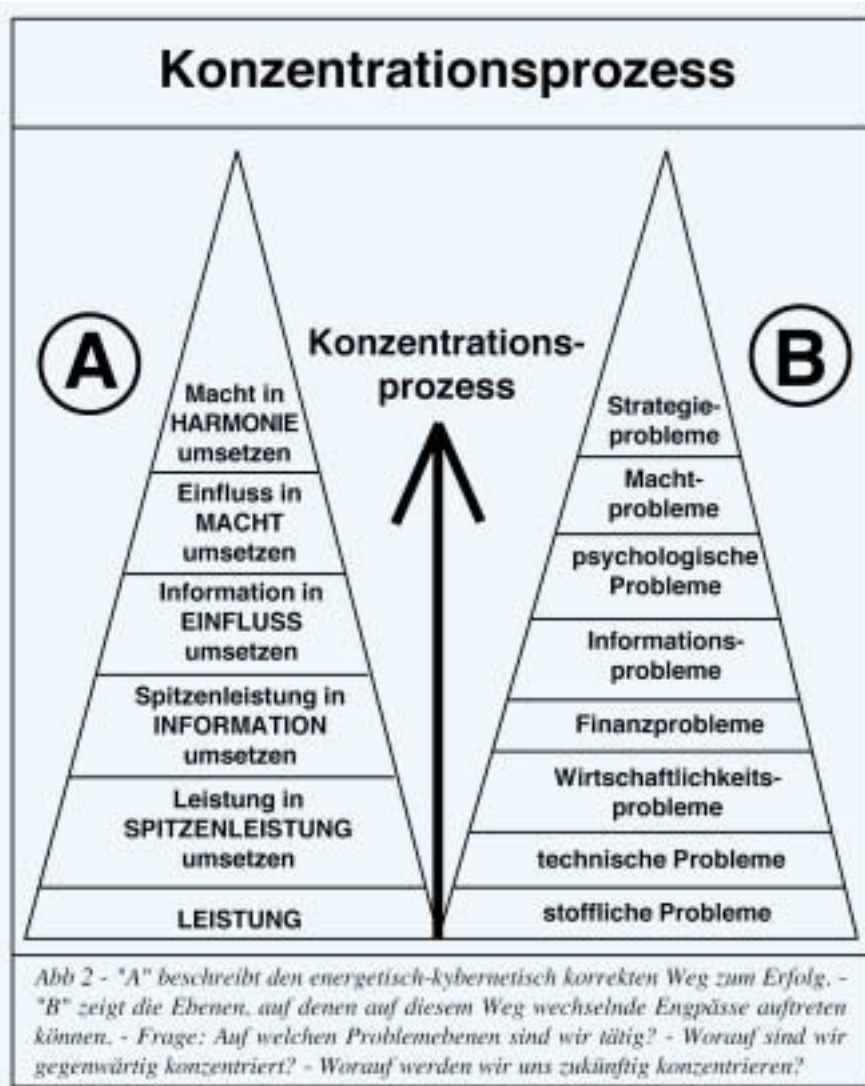 Konzentrationsprozess
A
Macht in
HARMONIE
umsetzen
Einfluss in
MACHT
umsetzen
Information in
EINFLUSS
umsetzen
Spitzenleistung in
INFORMATION
umsetzen
Leistung in
SPITZENLEISTUNG
umsetzen
LEISTUNG
Konzentrations-
prozess
B
Strategie-
probleme
Macht-
probleme
psychologische
Probleme
Informations-
probleme
Finanzprobleme
Wirtschaftlichkeits-
probleme
technische Probleme
stoffliche Probleme
Abb 2 - "A" beschreibt den energetisch-kybernetisch korrekten Weg zum Erfolg. -
"B" zeigt die Ebenen, auf denen auf diesem Weg wechselnde Engpässe auftreten
können. - Frage: Auf welchen Problemebenen sind wir tätig? - Worauf sind wir
gegenwärtig konzentriert? - Worauf werden wir uns zukünftig konzentrieren?